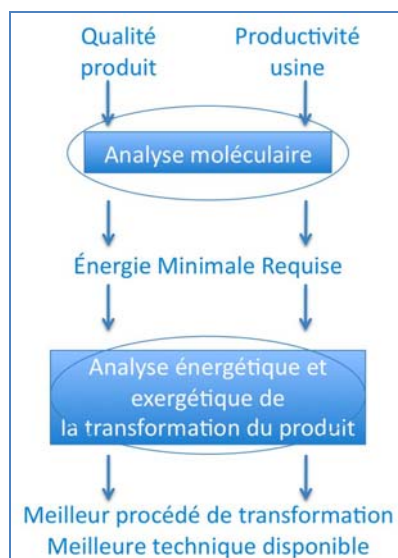 Qualité
produit
Productivité
usine
Analyse moléculaire
Énergie Minimale Requise
Analyse énergétique et
exergétique de
la transformation du produit
Meilleur procédé de transformation
Meilleure technique disponible